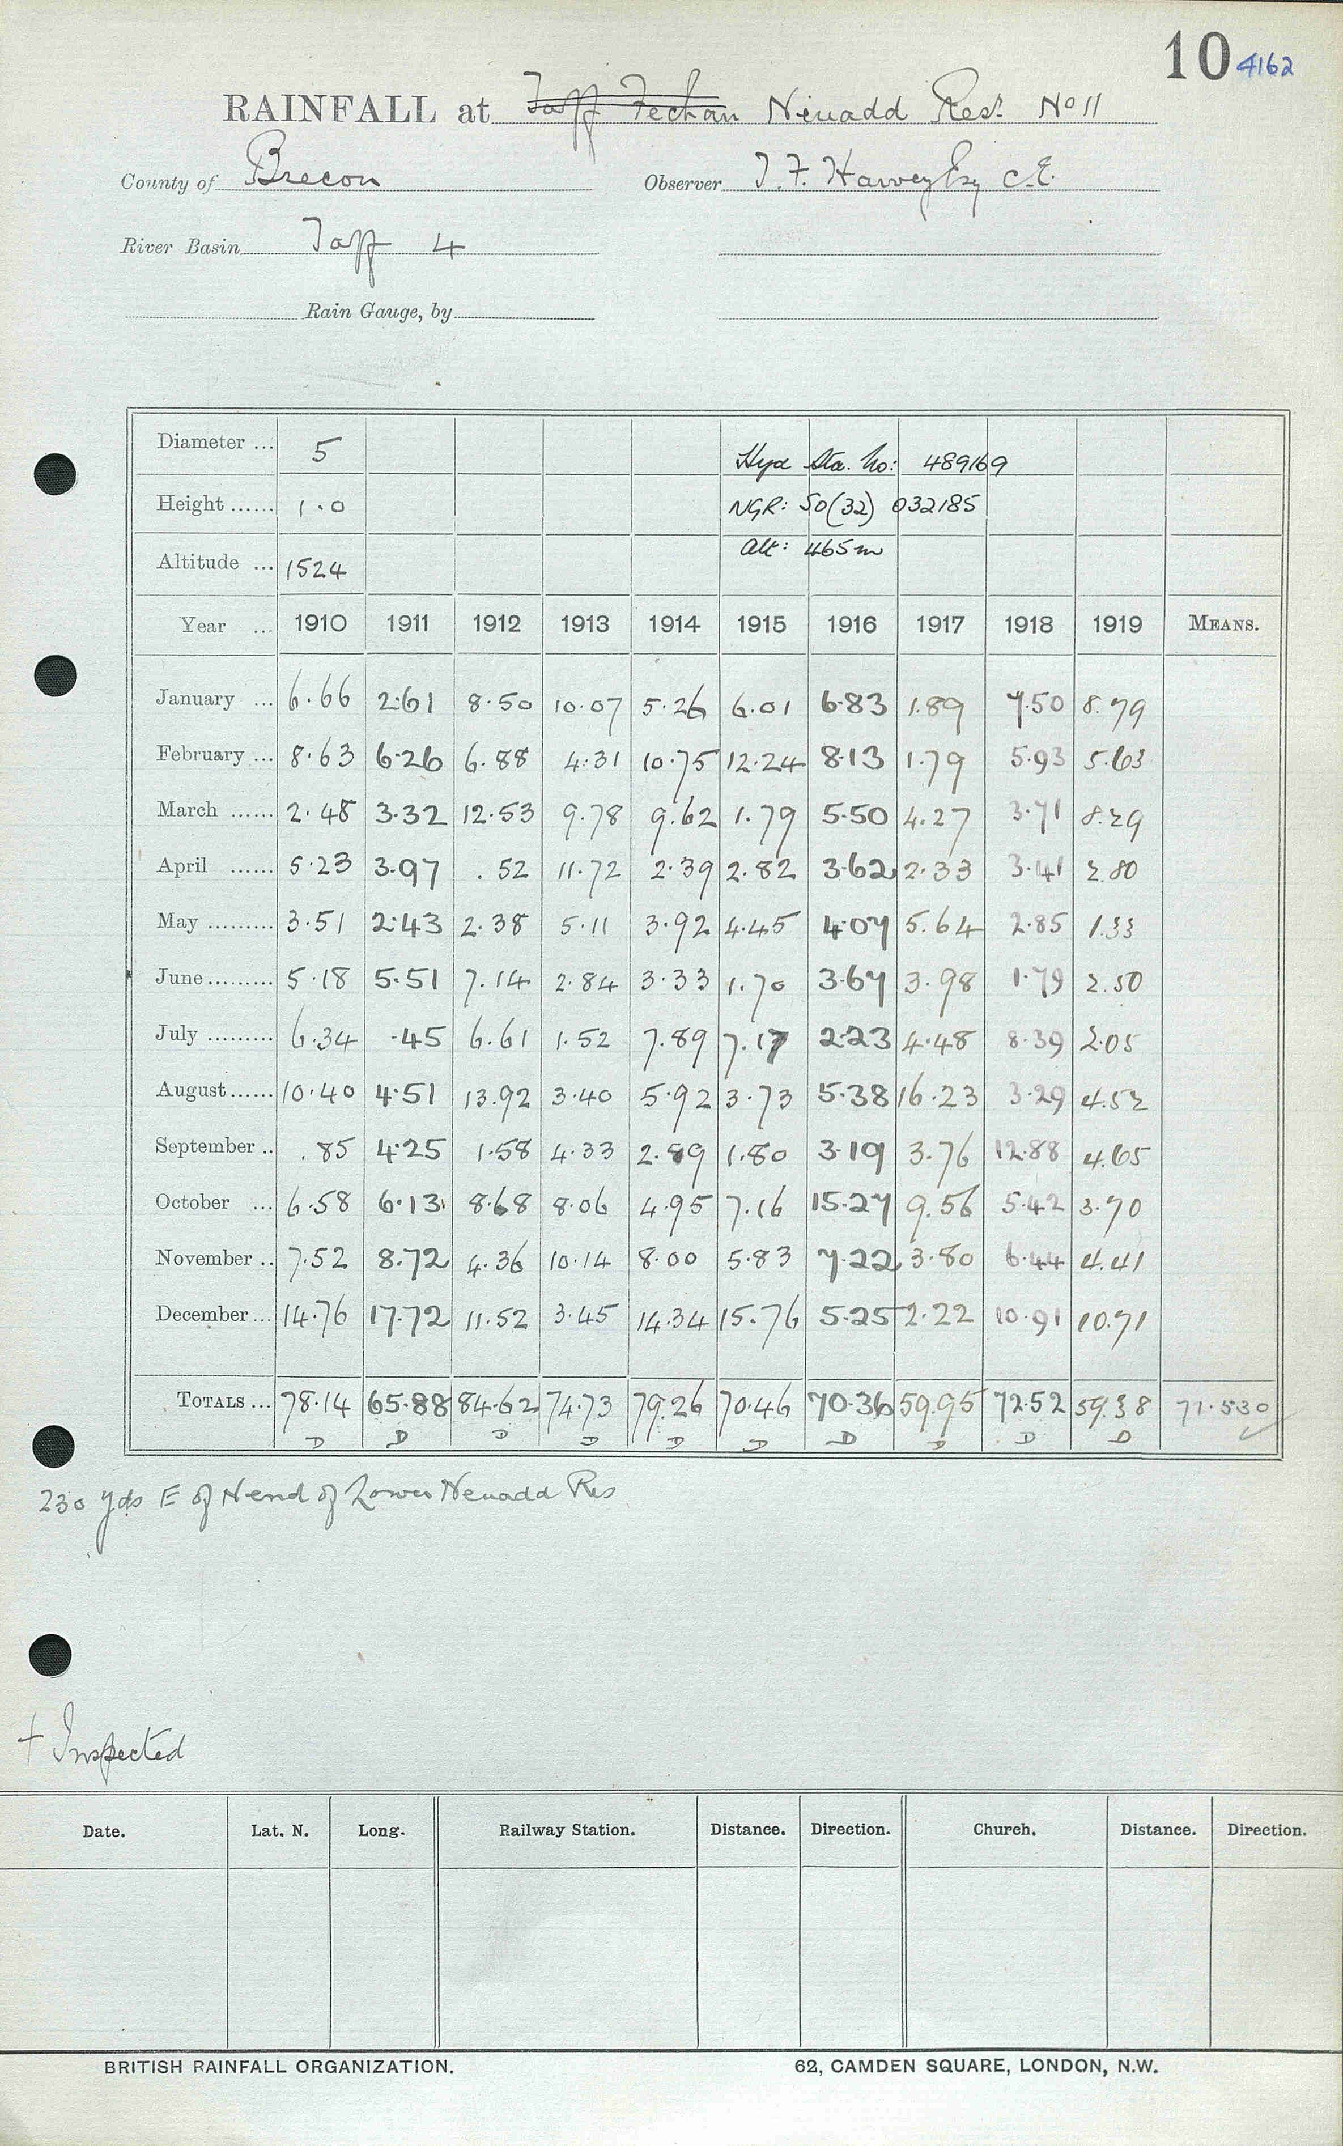 10 4162
RAINFALL at Taff Fechan Neuadd Resr. No 11
County of Brecon Observer T. F. Harvey Esq C.E.
River Basin Taff 4
Rain Gauge, by
Diameter ... 5 Hyd Sta. No: 489169
Height ...... 1.0 NGR: SO(32) 032185
Altitude ... 1524 Alt: 465m
Year ... 1910 1911 1912 1913 1914 1915 1916 1917 1918 1919 MEANS.
January ... 6.66 2.61 8.50 10.07 5.26 6.01 6.83 1.89 7.50 8.79
February ... 8.63 6.26 6.88 4.31 10.75 12.24 8.13 1.79 5.93 5.63
March ...... 2.48 3.32 12.53 9.78 9.62 1.79 5.50 4.27 3.71 8.29
April ...... 5.23 3.97 .52 11.72 2.39 2.82 3.62 2.33 3.41 2.80
May ......... 3.51 2.43 2.38 5.11 3.92 4.45 4.07 5.64 2.85 1.33
June ......... 5.18 5.51 7.14 2.84 3.33 1.70 3.67 3.98 1.79 2.50
July ......... 6.34 .45 6.61 1.52 7.89 7.17 2.23 4.48 8.39 2.05
August ...... 10.40 4.51 13.92 3.40 5.92 3.73 5.38 16.23 3.29 4.52
September .. .85 4.25 1.58 4.33 2.89 1.80 3.19 3.76 12.88 4.65
October ... 6.58 6.13 8.68 8.06 4.95 7.16 15.27 9.56 5.42 3.70
November .. 7.52 8.72 4.36 10.14 8.00 5.83 7.22 3.80 6.44 4.41
December ... 14.76 17.72 11.52 3.45 14.34 15.76 5.25 2.22 10.91 10.71
TOTALS ... 78.14 65.88 84.62 74.73 79.26 70.46 70.36 59.95 72.52 59.38 71.530
D D D D D D D D D D
230 yds E of N end of Lower Neuadd Res
+ Inspected
Date. Lat. N. Long. Railway Station. Distance. Direction. Church. Distance. Direction.
BRITISH RAINFALL ORGANIZATION. 62, CAMDEN SQUARE, LONDON, N.W.